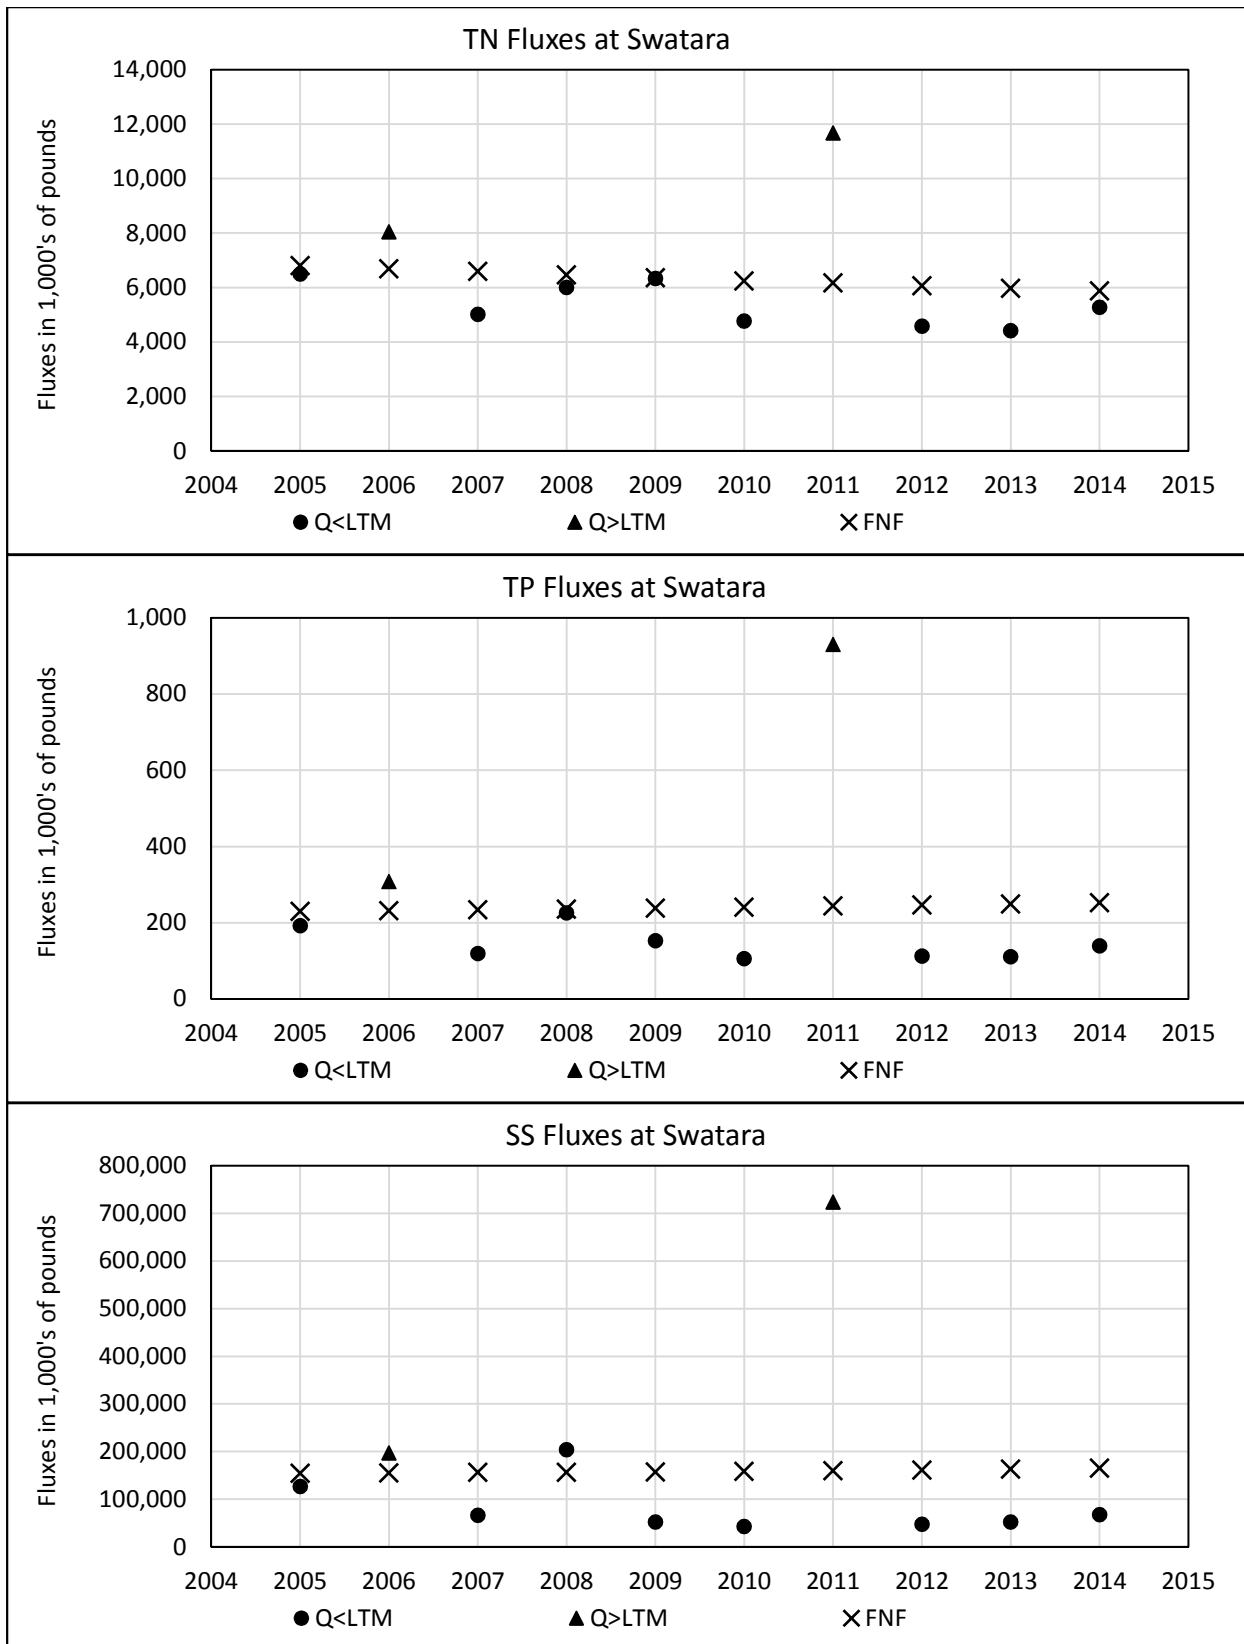 TN Fluxes at Swatara
Fluxes in 1,000's of pounds
14,000
12,000
10,000
8,000
6,000
4,000
2,000
0
2004 2005 2006 2007 2008 2009 2010 2011 2012 2013 2014 2015
Q<LTM Q>LTM FNF
TP Fluxes at Swatara
Fluxes in 1,000's of pounds
1,000
800
600
400
200
0
2004 2005 2006 2007 2008 2009 2010 2011 2012 2013 2014 2015
Q<LTM Q>LTM FNF
SS Fluxes at Swatara
Fluxes in 1,000's of pounds
800,000
700,000
600,000
500,000
400,000
300,000
200,000
100,000
0
2004 2005 2006 2007 2008 2009 2010 2011 2012 2013 2014 2015
Q<LTM Q>LTM FNF